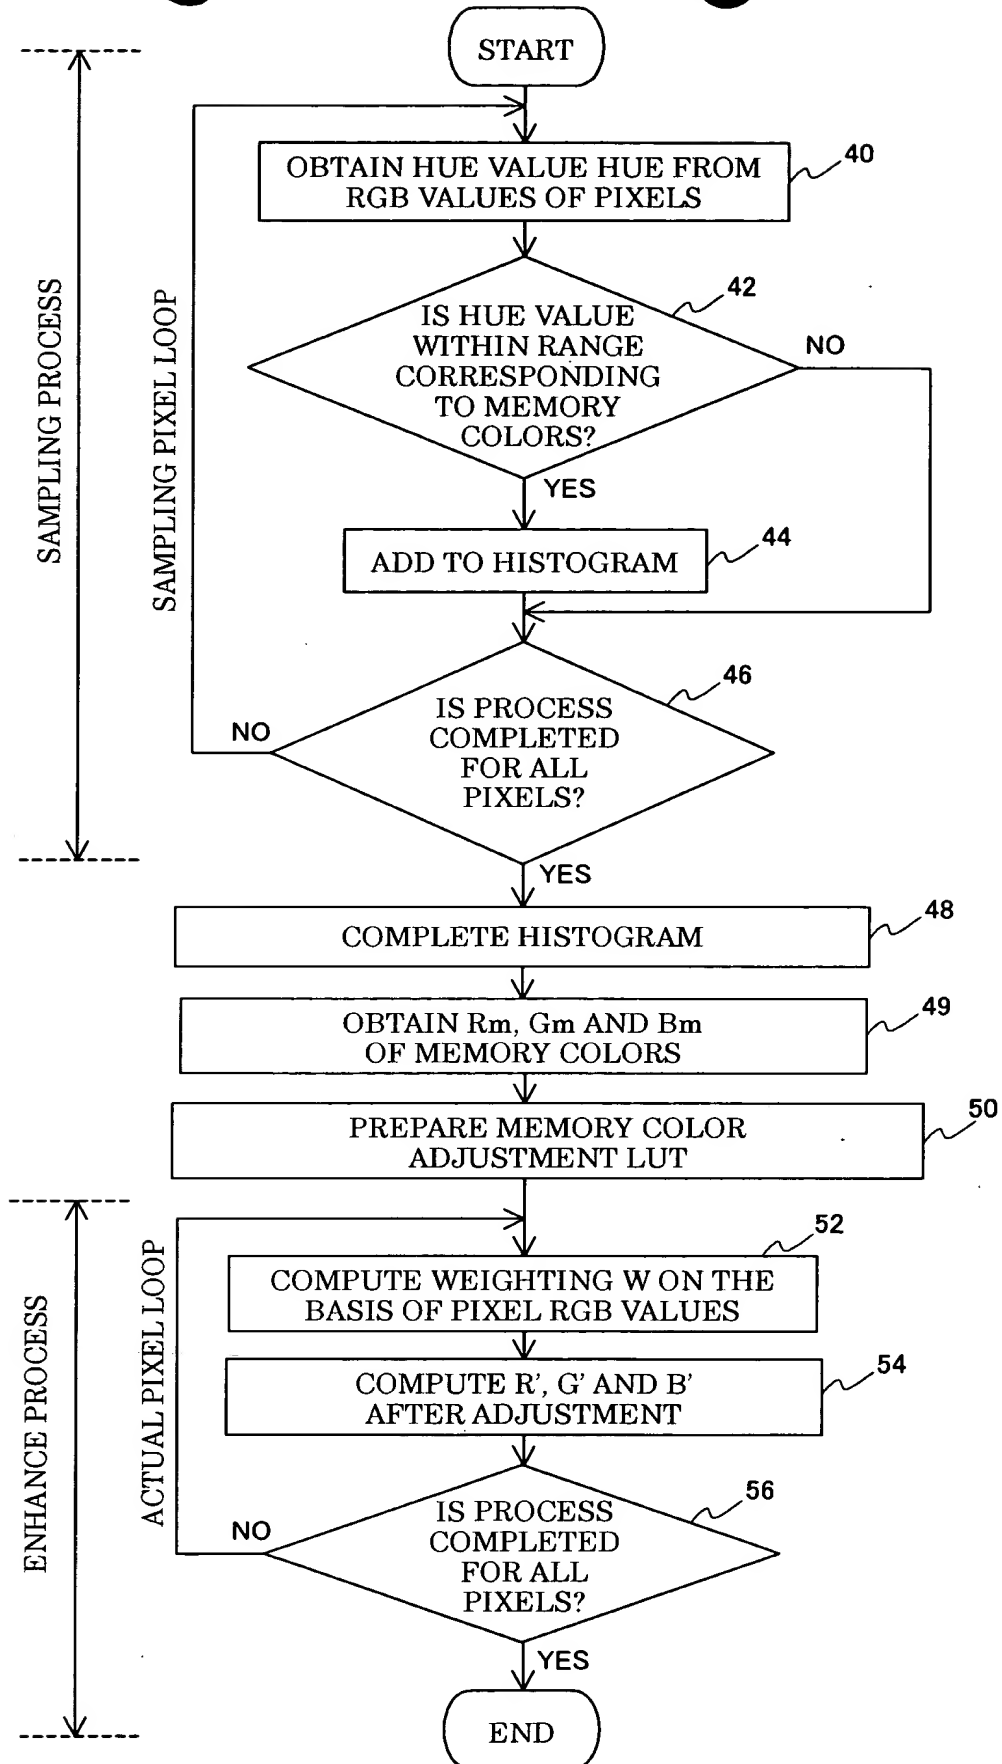 START
OBTAIN HUE VALUE HUE FROM
RGB VALUES OF PIXELS
40
IS HUE VALUE
WITHIN RANGE
CORRESPONDING
TO MEMORY
COLORS?
42
NO
YES
ADD TO HISTOGRAM
44
SAMPLING PROCESS
SAMPLING PIXEL LOOP
IS PROCESS
COMPLETED
FOR ALL
PIXELS?
46
NO
YES
COMPLETE HISTOGRAM
48
OBTAIN Rm, Gm AND Bm
OF MEMORY COLORS
49
PREPARE MEMORY COLOR
ADJUSTMENT LUT
50
ENHANCE PROCESS
ACTUAL PIXEL LOOP
COMPUTE WEIGHTING W ON THE
BASIS OF PIXEL RGB VALUES
52
COMPUTE R', G' AND B'
AFTER ADJUSTMENT
54
IS PROCESS
COMPLETED
FOR ALL
PIXELS?
56
NO
YES
END